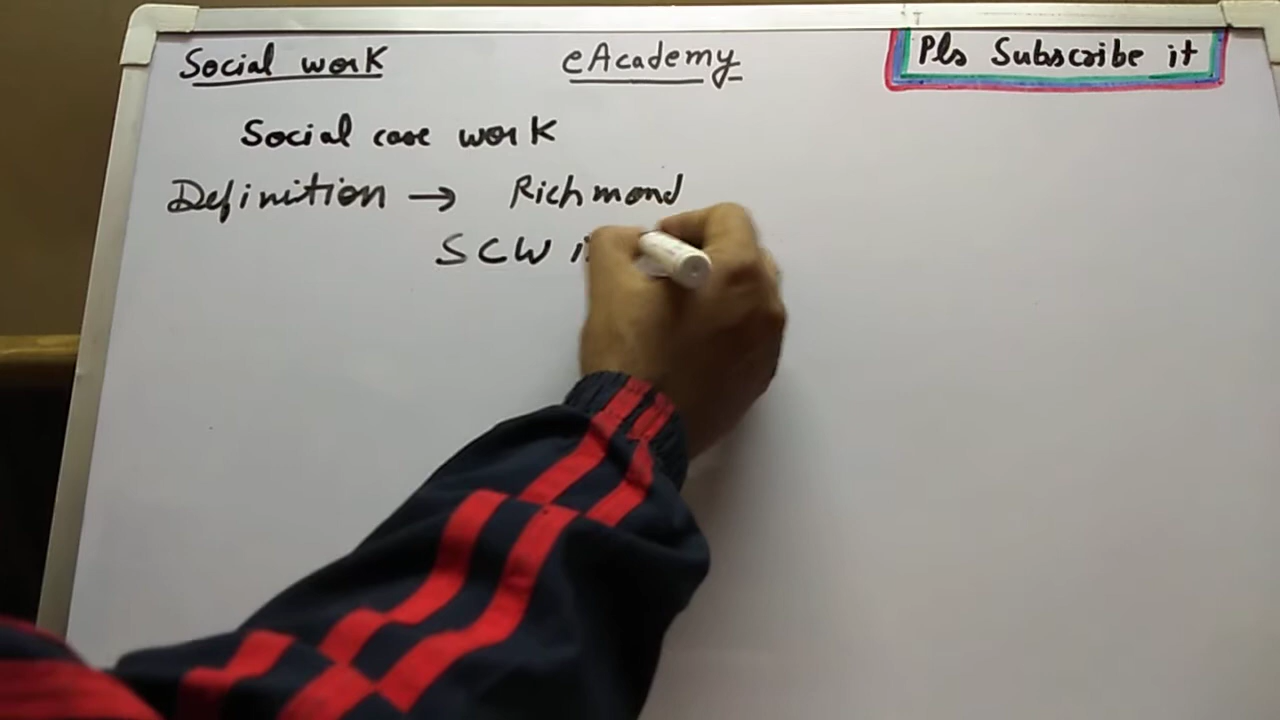 Social work eAcademy Pls Subscribe it
Social case work
Definition → Richmond
SCW